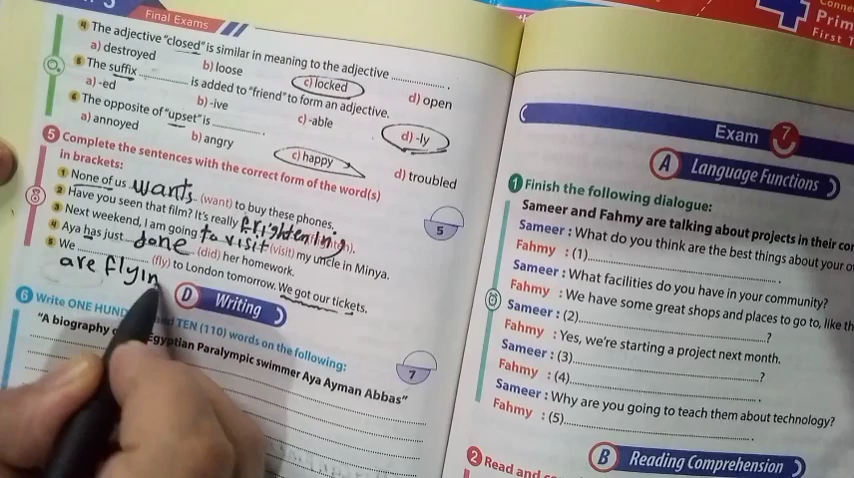 Final Exams
4 The adjective "closed" is similar in meaning to the adjective ............ .
a) destroyed b) loose c) locked d) open
5 The suffix ............ is added to "friend" to form an adjective.
a) -ed b) -ive c) -able d) -ly
6 The opposite of "upset" is ............ .
a) annoyed b) angry c) happy d) troubled
5 Complete the sentences with the correct form of the word(s)
in brackets:
1 None of us wants (want) to buy these phones.
2 Have you seen that film? It's really frightening
3 Next weekend, I am going to visit (visit) my uncle in Minya.
4 Aya has just done (did) her homework.
5 We ............ (fly) to London tomorrow. We got our tickets.
are flyin
5
D Writing
6 Write ONE TEN (110) words on the following:
"A biography Egyptian Paralympic swimmer Aya Ayman Abbas"
7
Prim
First T
Exam 7
A Language Functions
1 Finish the following dialogue:
Sameer and Fahmy are talking about projects in their
Sameer : What do you think are the best things about your
Fahmy : (1)............ .
Sameer : What facilities do you have in your community?
Fahmy : We have some great shops and places to go to, like
Sameer : (2)............ ?
Fahmy : Yes, we're starting a project next month.
Sameer : (3)............ ?
Fahmy : (4)............ .
Sameer : Why are you going to teach them about technology?
Fahmy : (5)............ .
B Reading Comprehension
2 Read and